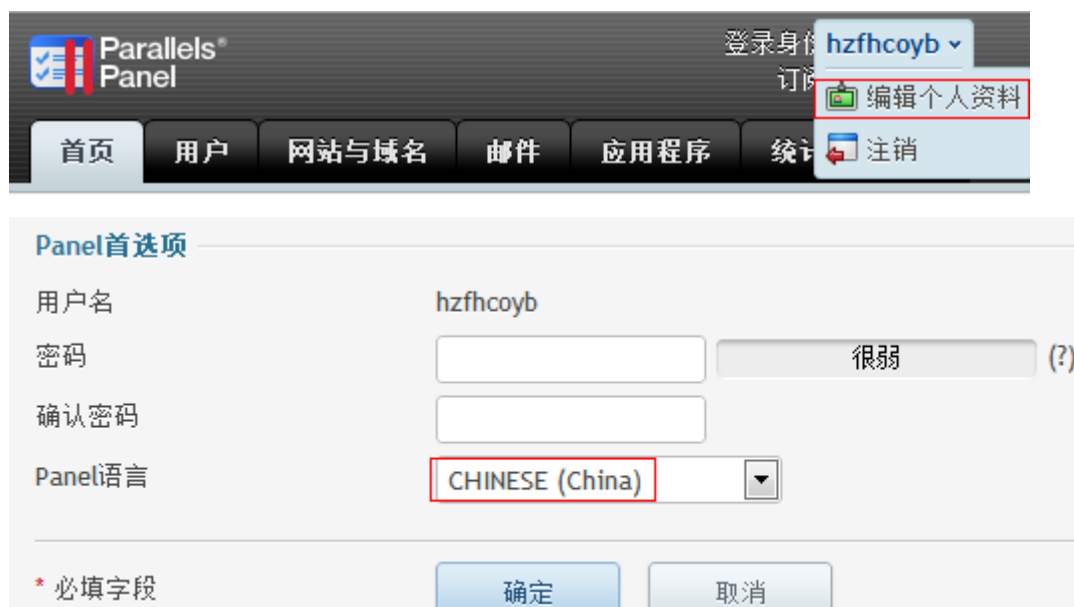 Parallels®
Panel
登录身份 hzfhcoyb
订阅
编辑个人资料
注销
首页 用户 网站与域名 邮件 应用程序 统计
Panel首选项
用户名 hzfhcoyb
密码 很弱 (?)
确认密码
Panel语言 CHINESE (China)
* 必填字段 确定 取消